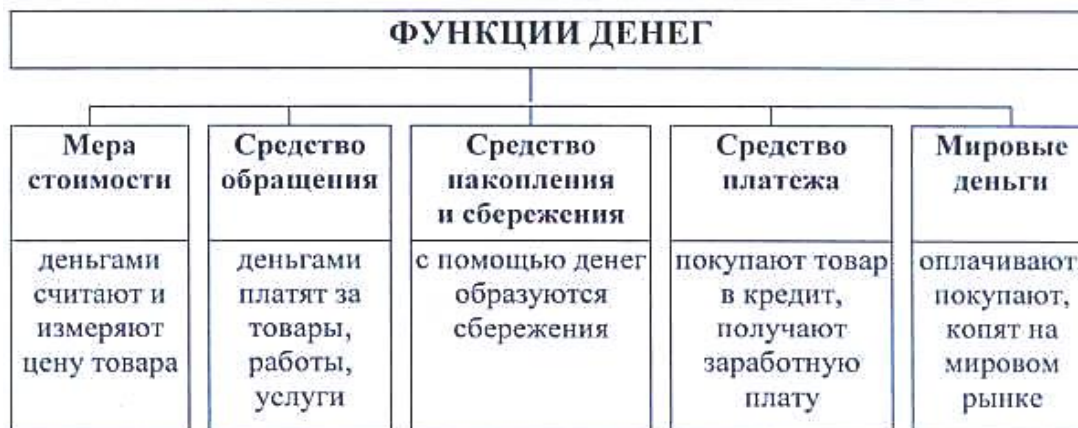 ФУНКЦИИ ДЕНЕГ
Мера
стоимости
деньгами
считают и
измеряют
цену товара
Средство
обращения
деньгами
платят за
товары,
работы,
услуги
Средство
накопления
и сбережения
с помощью денег
образуются
сбережения
Средство
платежа
покупают товар
в кредит,
получают
заработную
плату
Мировые
деньги
оплачивают
покупают,
копят на
мировом
рынке